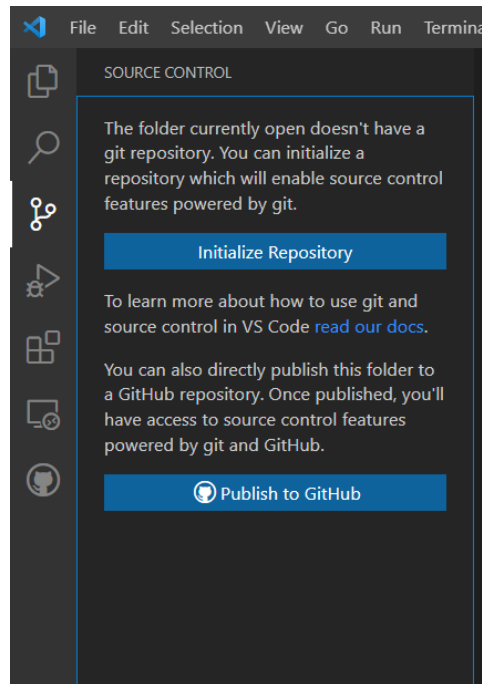 File Edit Selection View Go Run Termina
SOURCE CONTROL
The folder currently open doesn't have a
git repository. You can initialize a
repository which will enable source control
features powered by git.
Initialize Repository
To learn more about how to use git and
source control in VS Code read our docs.
You can also directly publish this folder to
a GitHub repository. Once published, you'll
have access to source control features
powered by git and GitHub.
Publish to GitHub